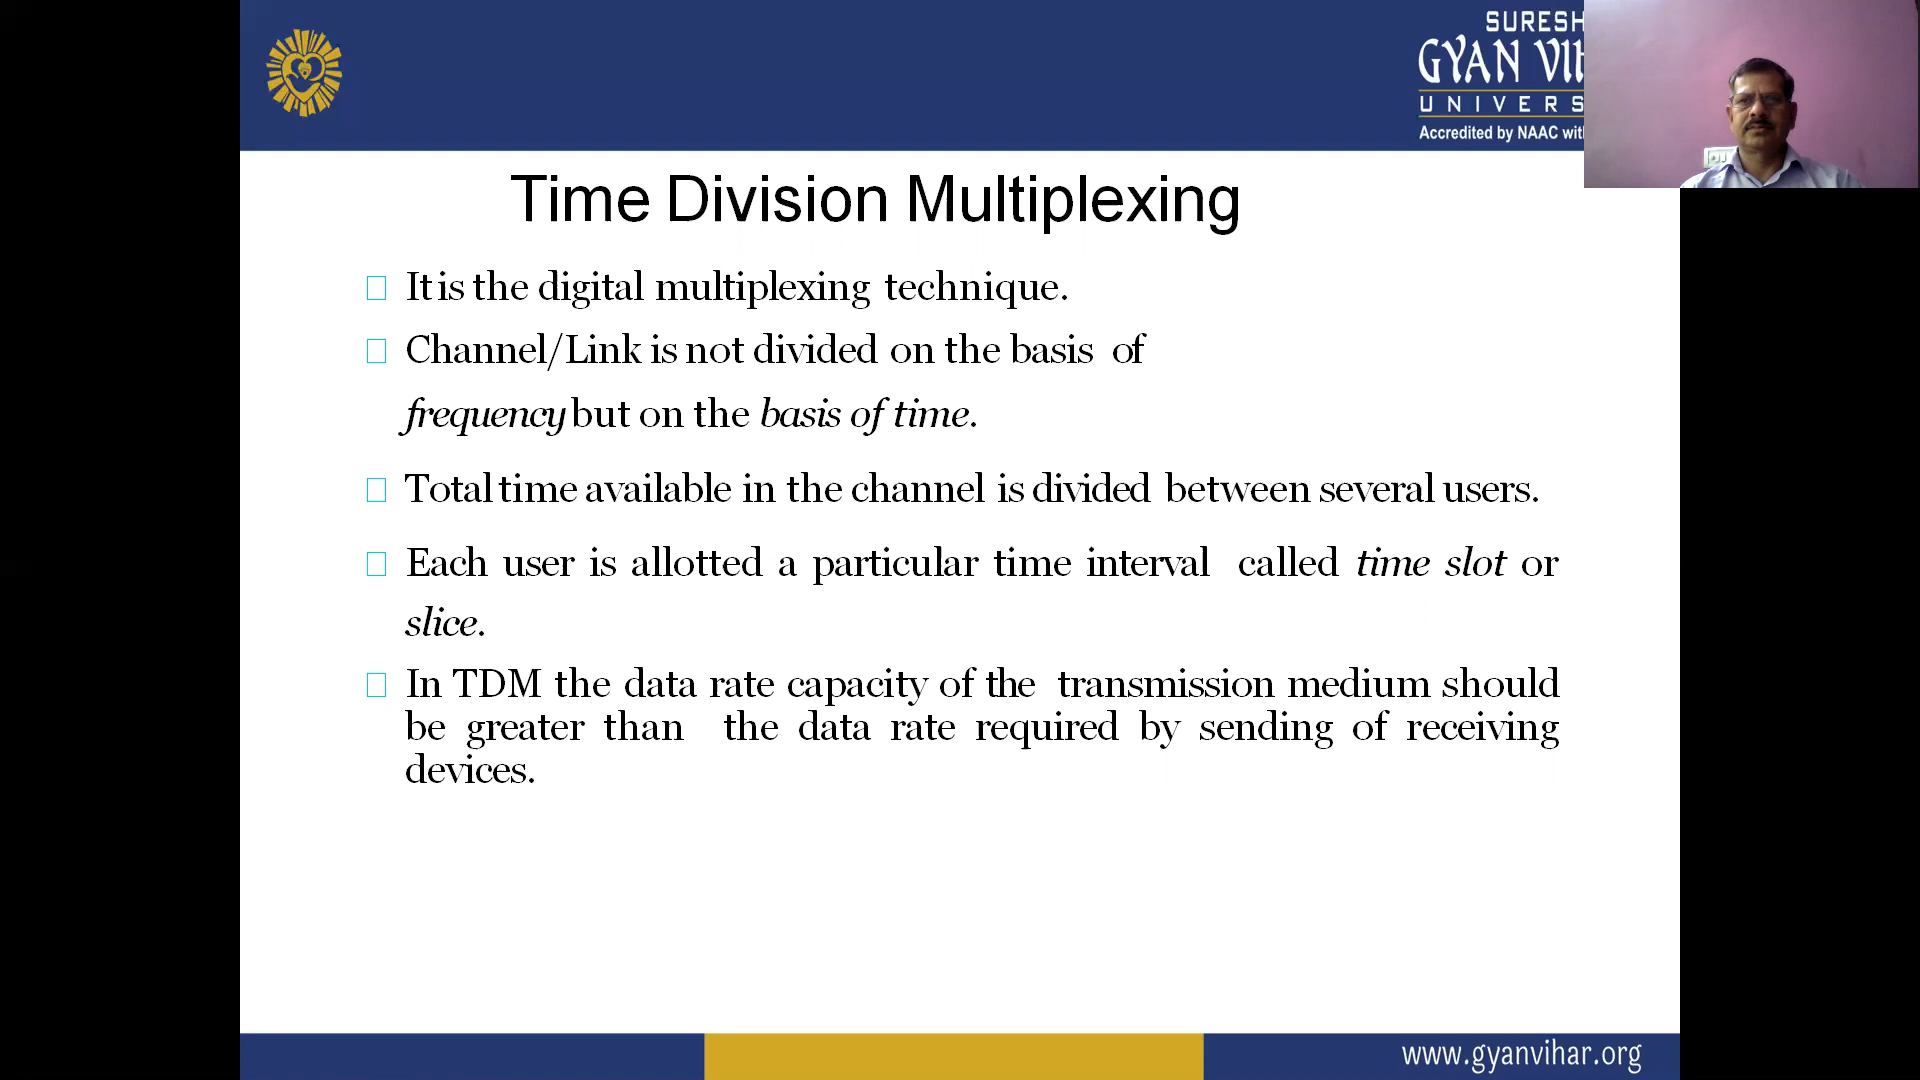 SURESH
GYAN VIH
UNIVERS
Accredited by NAAC with
Time Division Multiplexing
It is the digital multiplexing technique.
Channel/Link is not divided on the basis of
frequency but on the basis of time.
Total time available in the channel is divided between several users.
Each user is allotted a particular time interval called time slot or
slice.
In TDM the data rate capacity of the transmission medium should
be greater than the data rate required by sending of receiving
devices.
www.gyanvihar.org